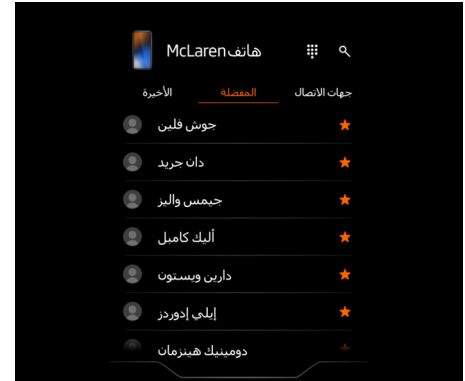 هاتف McLaren
جهات الاتصال المفضلة الأخيرة
جوش فلين
دان جريد
جيمس واليز
أليك كامبل
دارين ويستون
إيلي إدوردز
دومينيك هينزمان